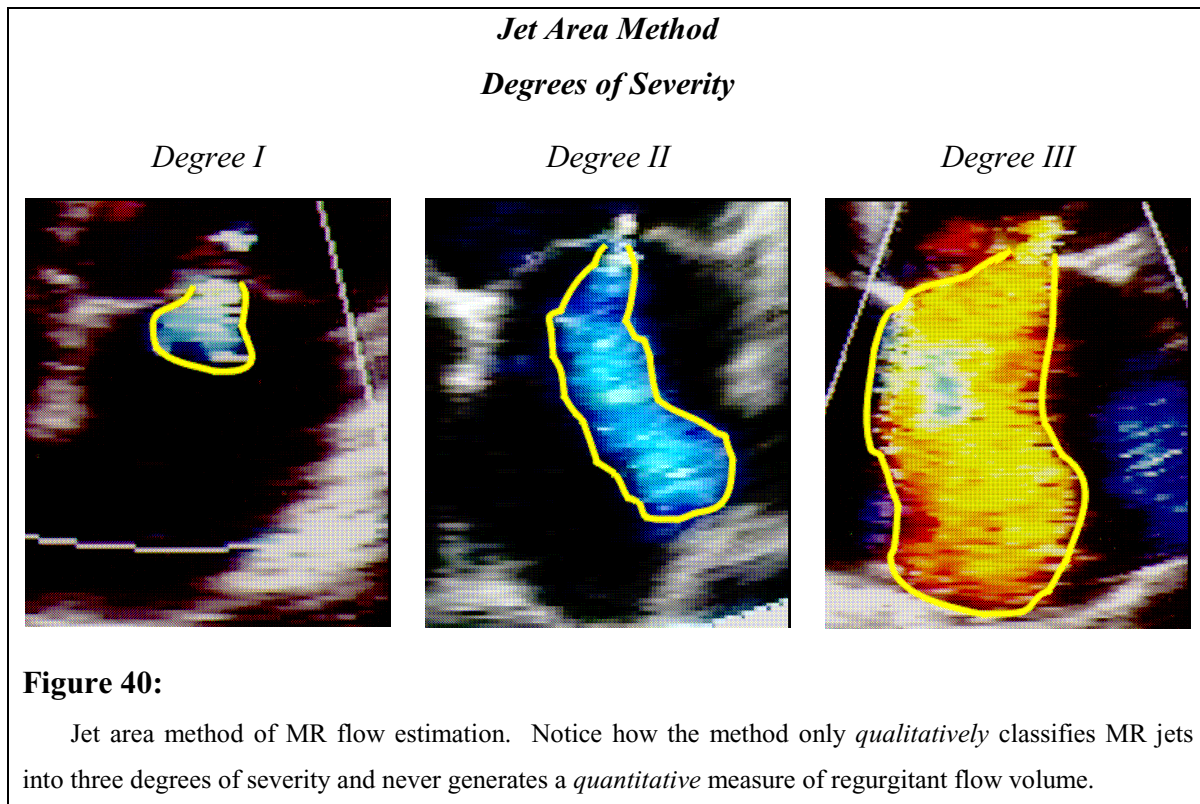 Jet Area Method
Degrees of Severity
Degree I
Degree II
Degree III
Figure 40:
Jet area method of MR flow estimation. Notice how the method only qualitatively classifies MR jets
into three degrees of severity and never generates a quantitative measure of regurgitant flow volume.